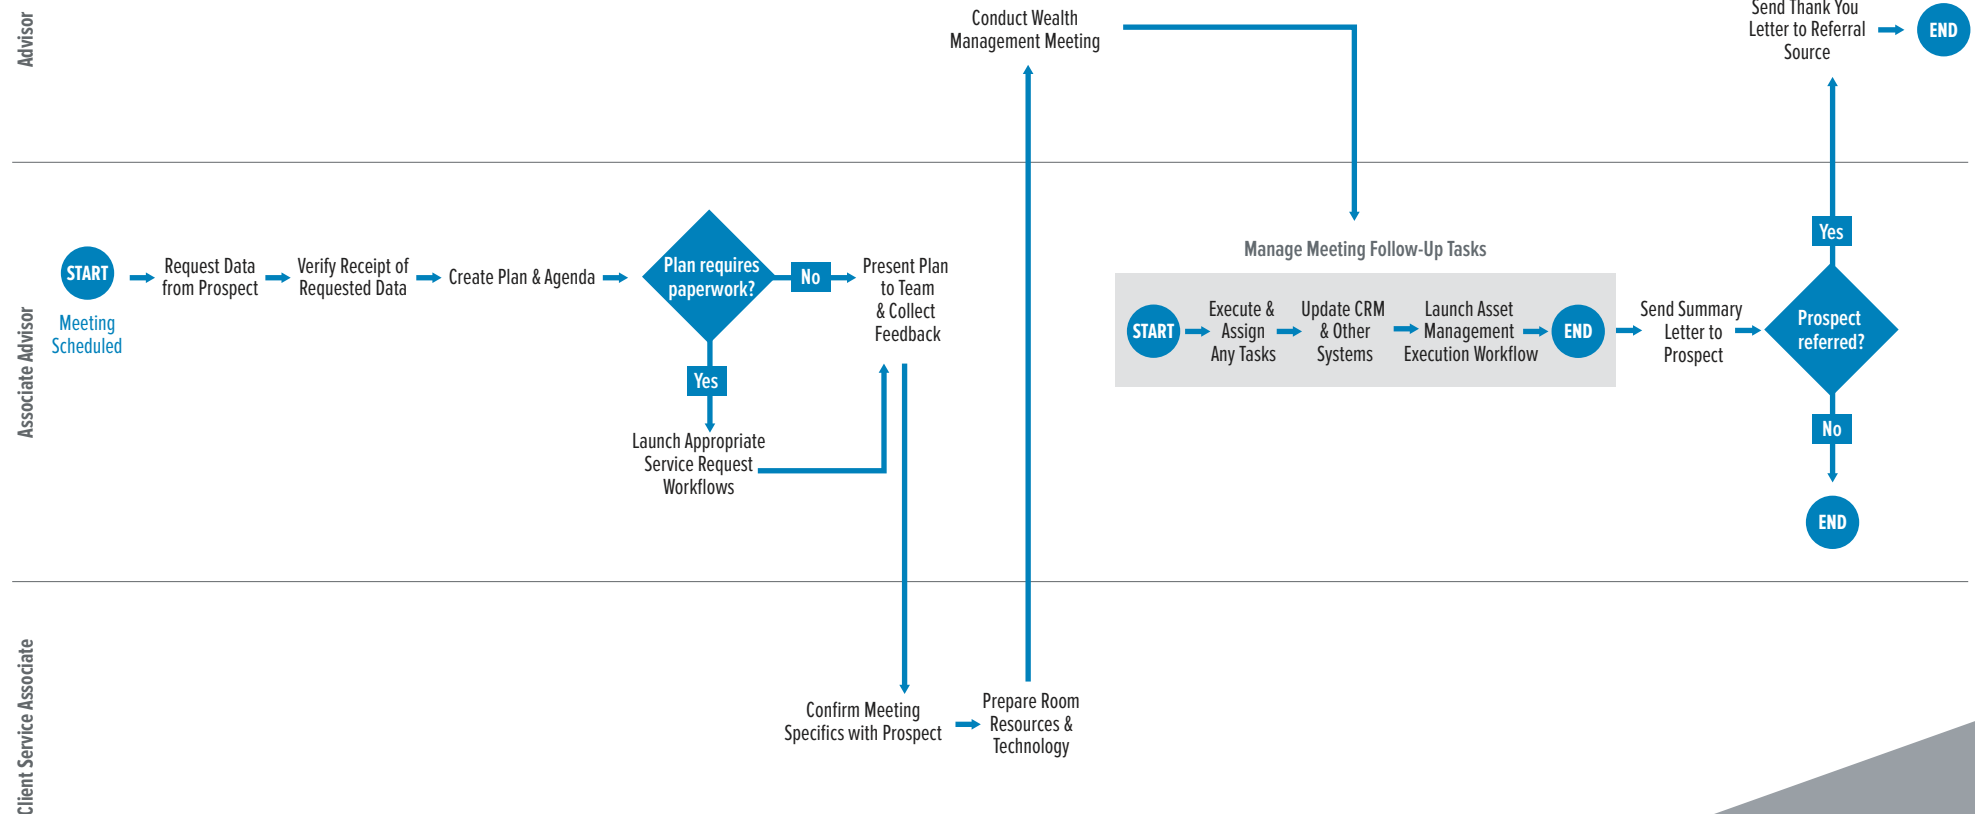 Advisor
Conduct Wealth
Management Meeting
Send Thank You
Letter to Referral
Source
END
Associate Advisor
START
Meeting
Scheduled
Request Data
from Prospect
Verify Receipt of
Requested Data
Create Plan & Agenda
Plan requires
paperwork?
No
Present Plan
to Team
& Collect
Feedback
Yes
Launch Appropriate
Service Request
Workflows
Manage Meeting Follow-Up Tasks
START
Execute &
Assign
Any Tasks
Update CRM
& Other
Systems
Launch Asset
Management
Execution Workflow
END
Send Summary
Letter to
Prospect
Prospect
referred?
Yes
No
END
Client Service Associate
Confirm Meeting
Specifics with Prospect
Prepare Room
Resources &
Technology